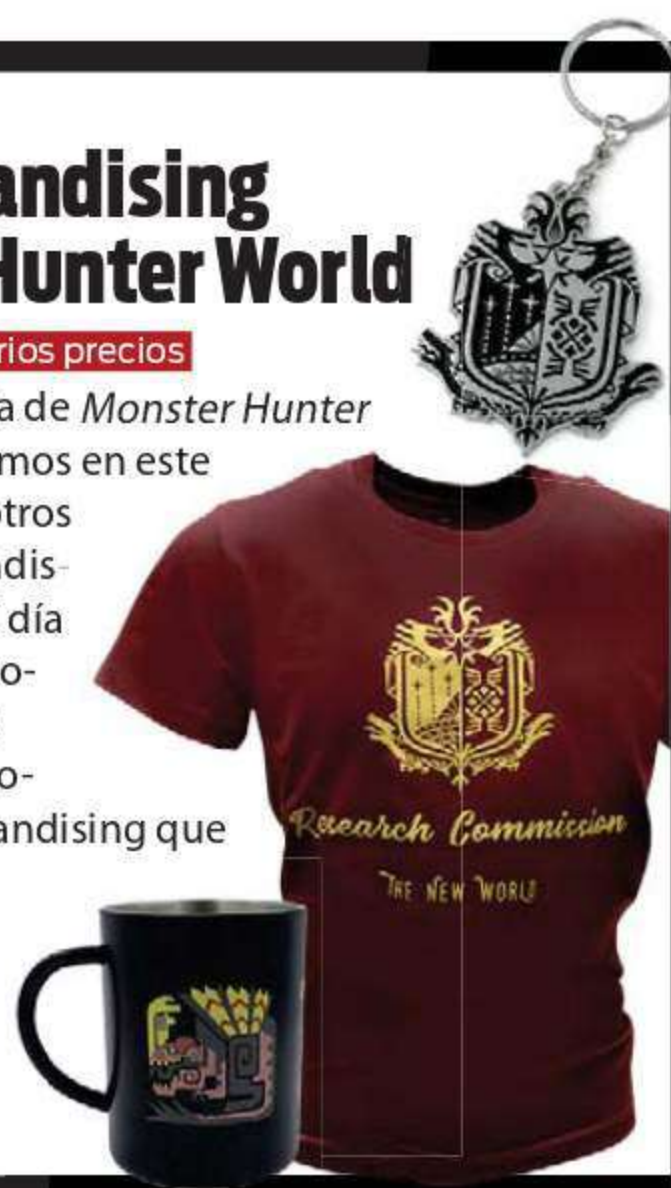 andising
Hunter World
rios precios
a de Monster Hunter
mos en este
otros
ndis-
día
o-
o-
andising que
Research Commission
THE NEW WORLD